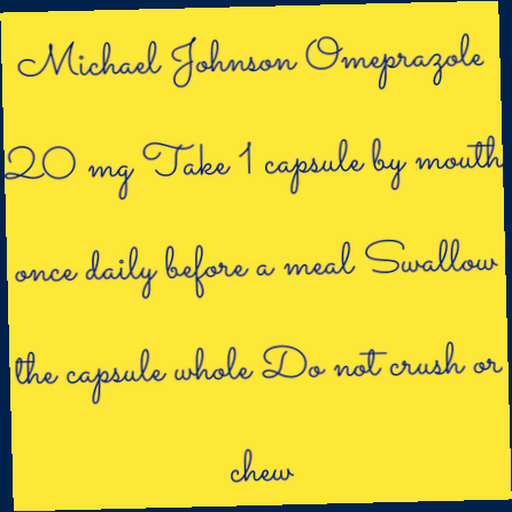 Michael Johnson Omeprazole
20 mg Take 1 capsule by mouth
once daily before a meal Swallow
the capsule whole Do not crush or
chew